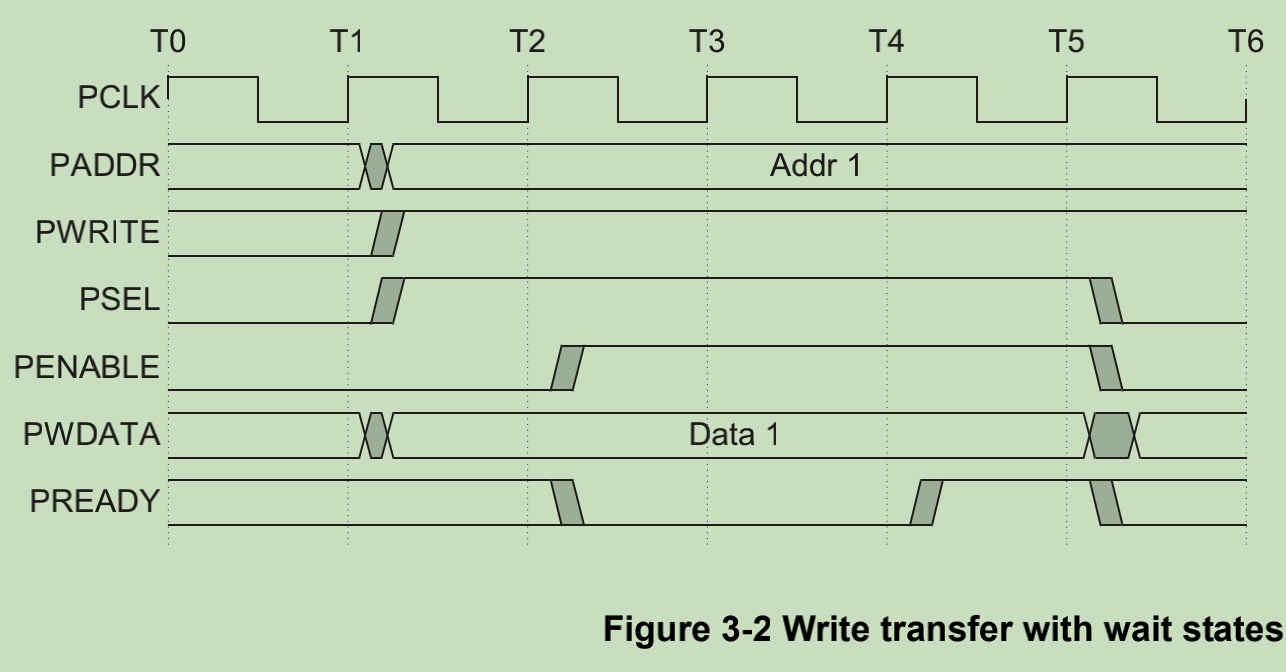 T0 T1 T2 T3 T4 T5 T6
PCLK
PADDR Addr 1
PWRITE
PSEL
PENABLE
PWDATA Data 1
PREADY
Figure 3-2 Write transfer with wait states